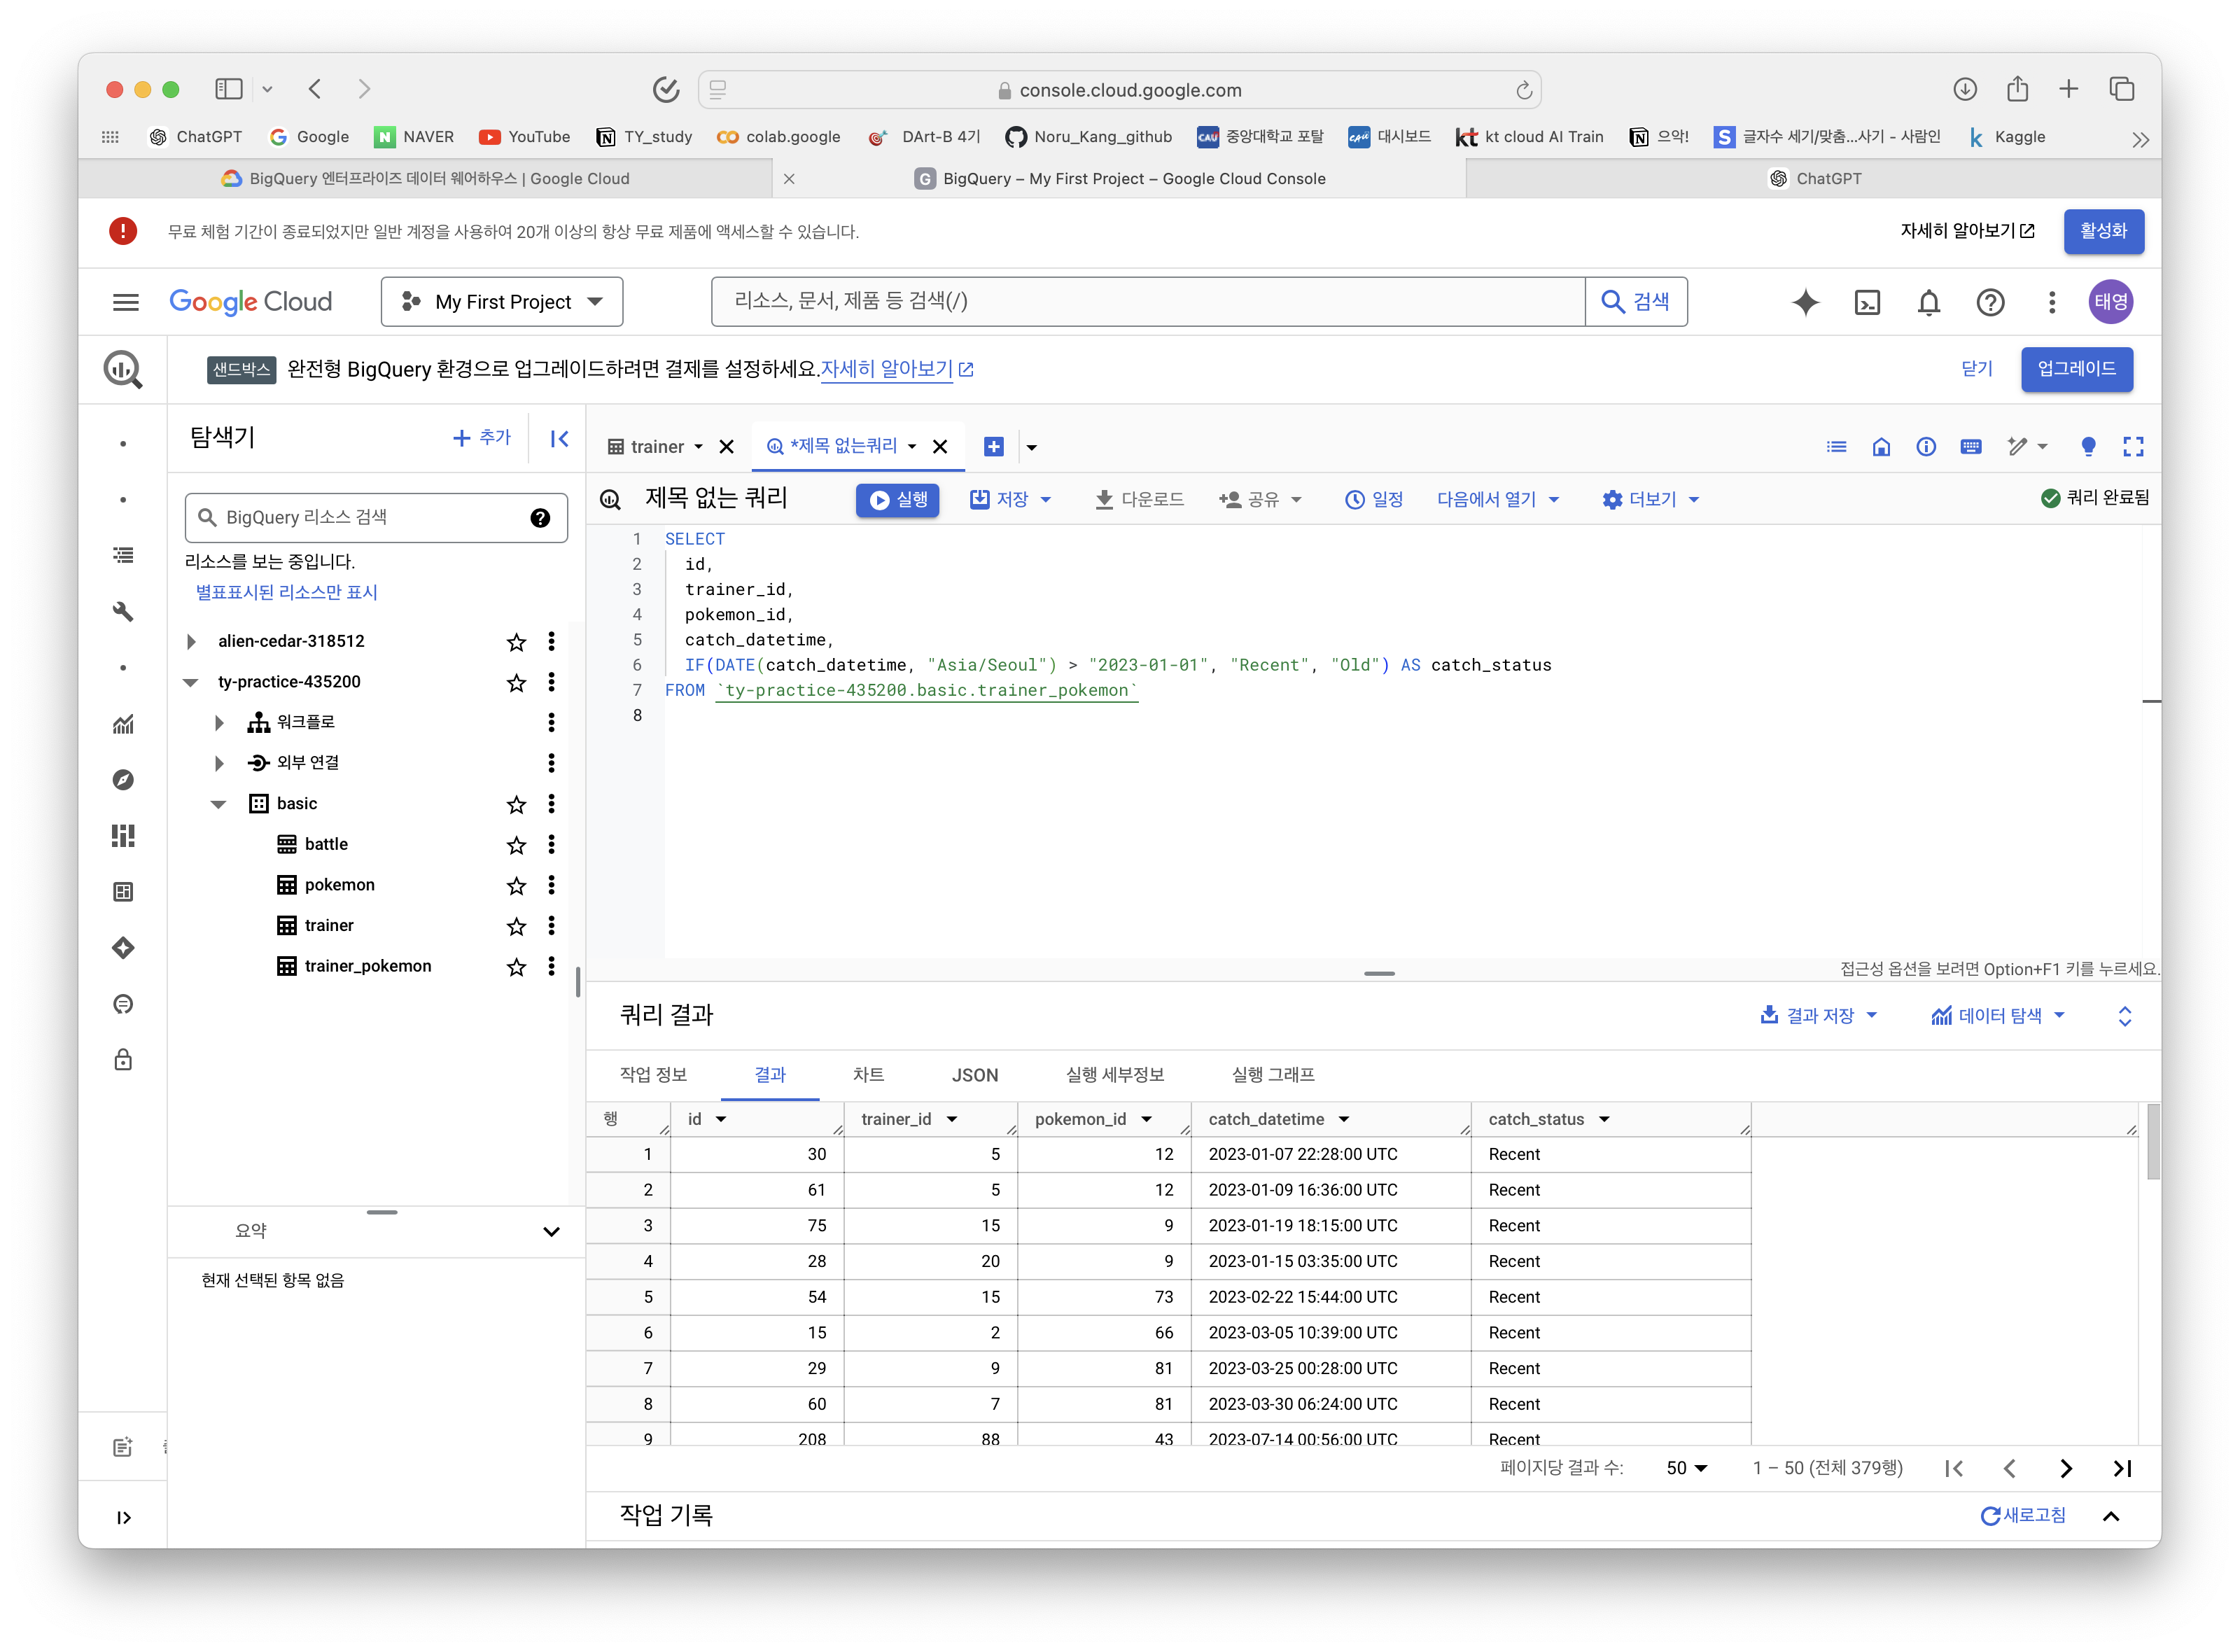 console.cloud.google.com
ChatGPT Google NAVER YouTube TY_study colab.google DArt-B 4기 Noru_Kang_github 중앙대학교 포탈 대시보드 kt cloud AI Train 으악! 글자수 세기/맞춤...사기 - 사람인 Kaggle
BigQuery 엔터프라이즈 데이터 웨어하우스 | Google Cloud
BigQuery – My First Project – Google Cloud Console
ChatGPT
무료 체험 기간이 종료되었지만 일반 계정을 사용하여 20개 이상의 항상 무료 제품에 액세스할 수 있습니다.
자세히 알아보기
활성화
Google Cloud
My First Project
리소스, 문서, 제품 등 검색(/)
검색
태영
샌드박스 완전형 BigQuery 환경으로 업그레이드하려면 결제를 설정하세요.자세히 알아보기
닫기
업그레이드
탐색기
추가
BigQuery 리소스 검색
리소스를 보는 중입니다.
별표표시된 리소스만 표시
alien-cedar-318512
ty-practice-435200
워크플로
외부 연결
basic
battle
pokemon
trainer
trainer_pokemon
요약
현재 선택된 항목 없음
trainer
*제목 없는쿼리
제목 없는 쿼리
실행
저장
다운로드
공유
일정
다음에서 열기
더보기
쿼리 완료됨
1 SELECT
2 id,
3 trainer_id,
4 pokemon_id,
5 catch_datetime,
6 IF(DATE(catch_datetime, "Asia/Seoul") > "2023-01-01", "Recent", "Old") AS catch_status
7 FROM `ty-practice-435200.basic.trainer_pokemon`
8
접근성 옵션을 보려면 Option+F1 키를 누르세요.
쿼리 결과
결과 저장
데이터 탐색
작업 정보 결과 차트 JSON 실행 세부정보 실행 그래프
행 id trainer_id pokemon_id catch_datetime catch_status
1 30 5 12 2023-01-07 22:28:00 UTC Recent
2 61 5 12 2023-01-09 16:36:00 UTC Recent
3 75 15 9 2023-01-19 18:15:00 UTC Recent
4 28 20 9 2023-01-15 03:35:00 UTC Recent
5 54 15 73 2023-02-22 15:44:00 UTC Recent
6 15 2 66 2023-03-05 10:39:00 UTC Recent
7 29 9 81 2023-03-25 00:28:00 UTC Recent
8 60 7 81 2023-03-30 06:24:00 UTC Recent
9 208 88 43 2023-07-14 00:56:00 UTC Recent
페이지당 결과 수: 50 1 – 50 (전체 379행)
작업 기록
새로고침